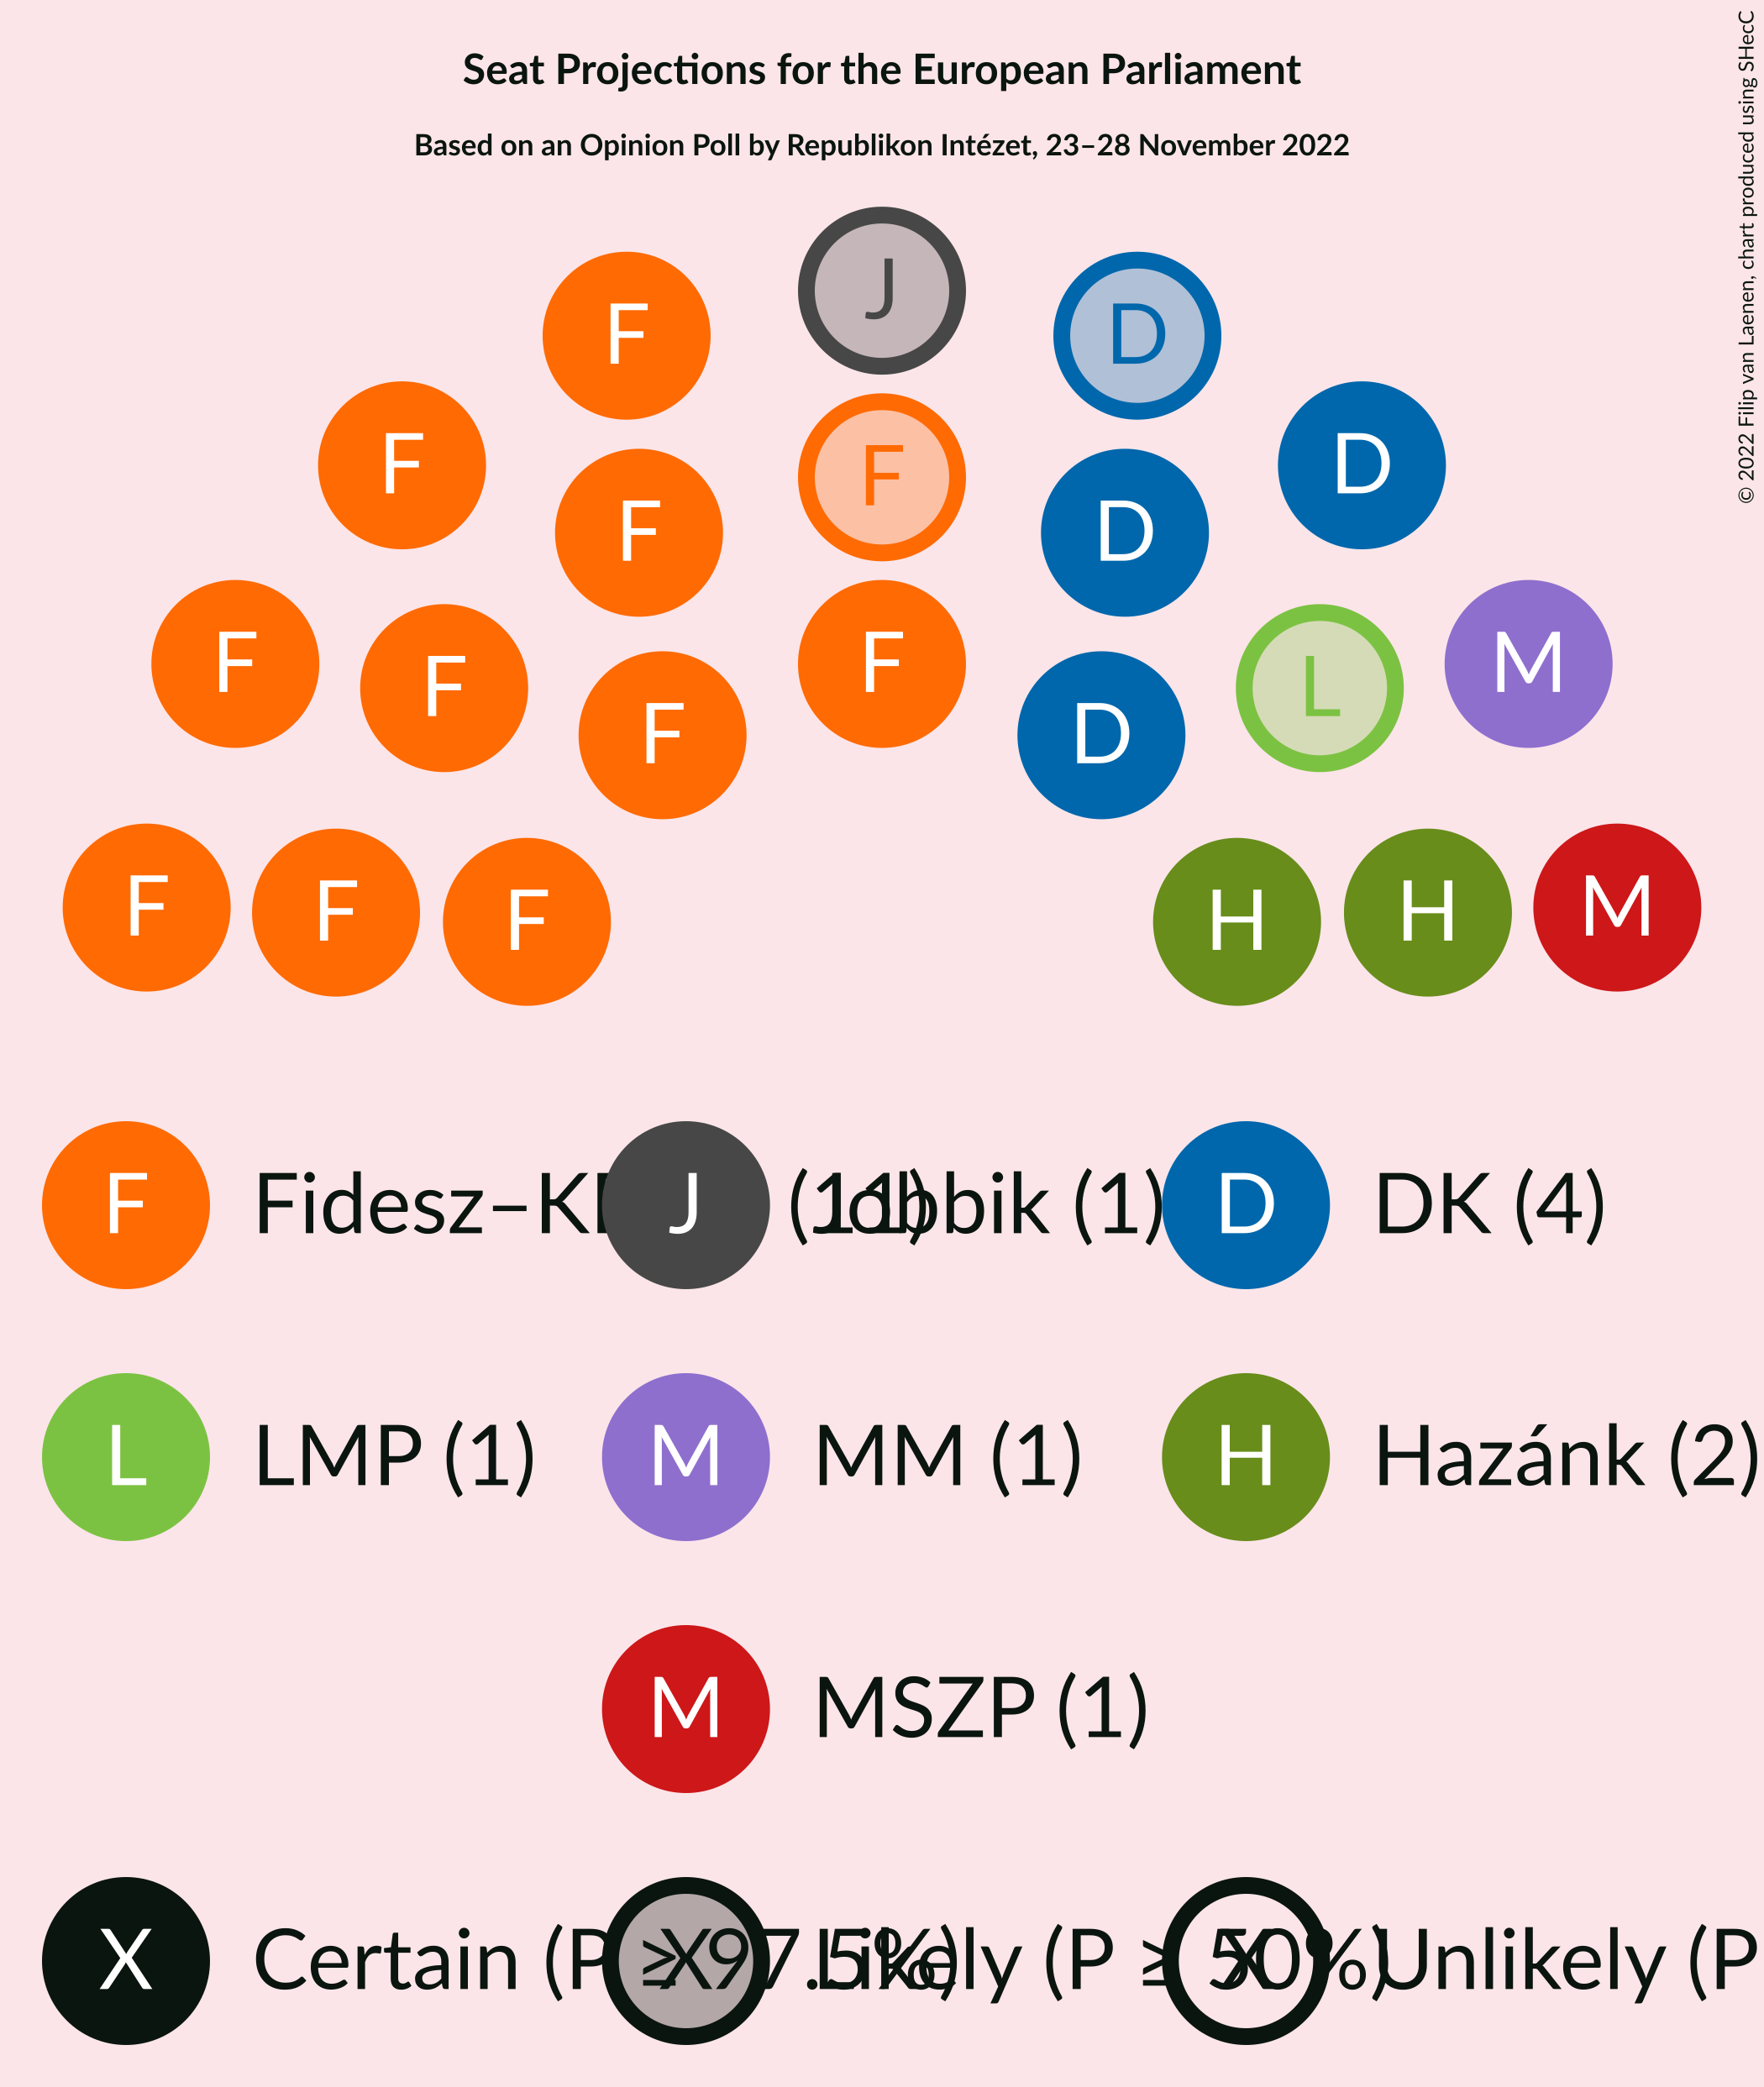 Seat Projections for the European Parliament
Based on an Opinion Poll by Republikon Intézet, 23–28 November 2022
© 2022 Filip van Laenen, chart produced using SHecC
J
F D
F
F D
F D
F F M
F L
F D
F M
F H
F H
F Fidesz–K (11) J Jobbik (1) D DK (4)
L LMP (1) M MM (1) H Hazánk (2)
M MSZP (1)
X Certain (P ≥ 97.5%) X Likely (P ≥ 50%) X Unlikely (P